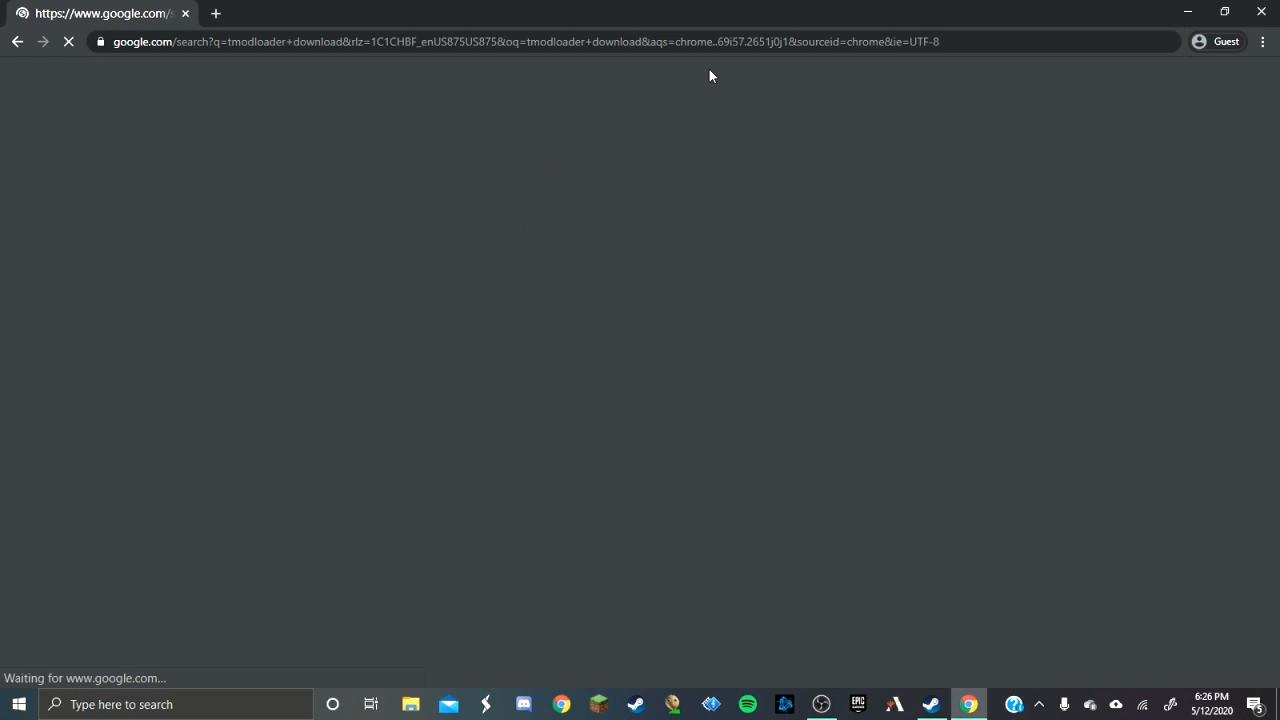 https://www.google.com/s
google.com/search?q=tmodloader+download&rlz=1C1CHBF_enUS875US875&oq=tmodloader+download&aqs=chrome..69i57.2651j0j1&sourceid=chrome&ie=UTF-8
Guest
Waiting for www.google.com...
Type here to search
EPIC
6:26 PM
5/12/2020
5